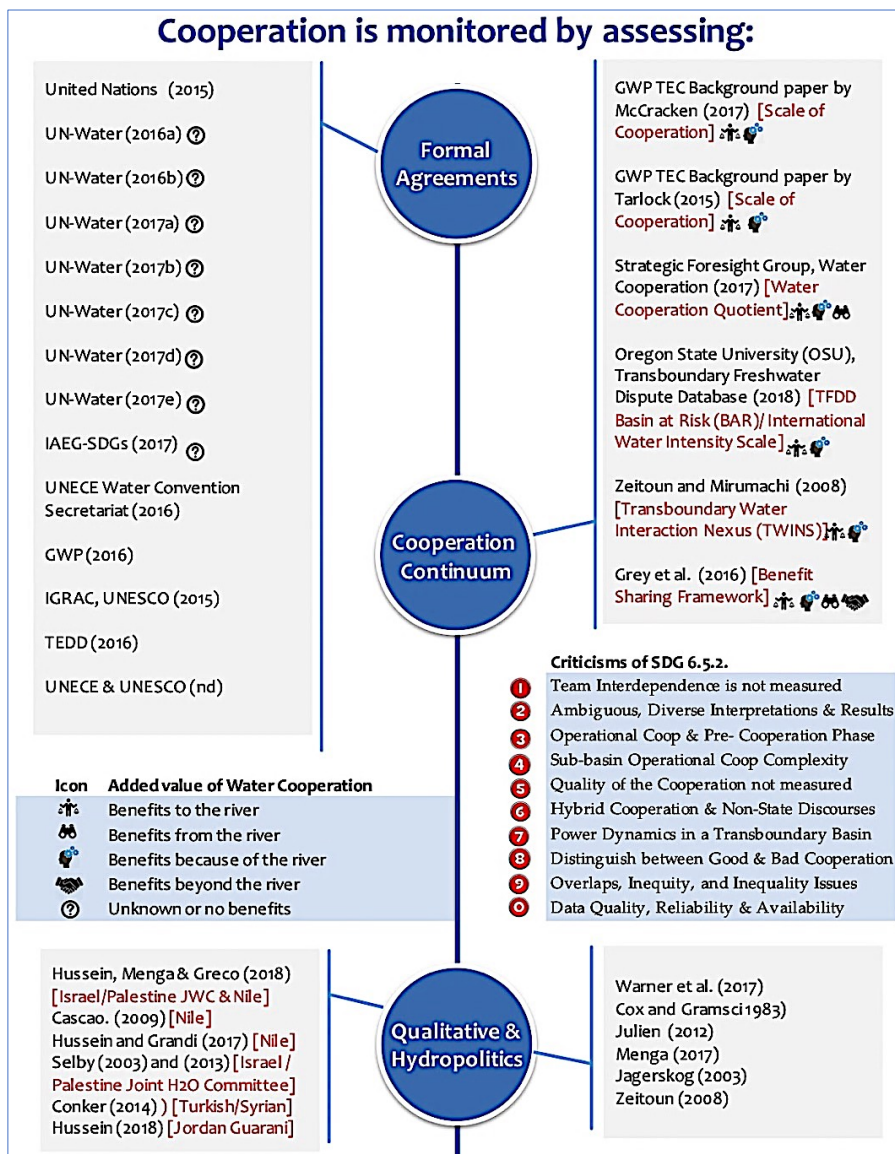 Cooperation is monitored by assessing:
United Nations (2015)
UN-Water (2016a)
UN-Water (2016b)
UN-Water (2017a)
UN-Water (2017b)
UN-Water (2017c)
UN-Water (2017d)
UN-Water (2017e)
IAEG-SDGs (2017)
UNECE Water Convention
Secretariat (2016)
GWP (2016)
IGRAC, UNESCO (2015)
TEDD (2016)
UNECE & UNESCO (nd)
Formal
Agreements
GWP TEC Background paper by
McCracken (2017) [Scale of
Cooperation]
GWP TEC Background paper by
Tarlock (2015) [Scale of
Cooperation]
Strategic Foresight Group, Water
Cooperation (2017) [Water
Cooperation Quotient]
Oregon State University (OSU),
Transboundary Freshwater
Dispute Database (2018) [TFDD
Basin at Risk (BAR)/ International
Water Intensity Scale]
Zeitoun and Mirumachi (2008)
[Transboundary Water
Interaction Nexus (TWINS)]
Grey et al. (2016) [Benefit
Sharing Framework]
Cooperation
Continuum
Criticisms of SDG 6.5.2.
1 Team Interdependence is not measured
2 Ambiguous, Diverse Interpretations & Results
3 Operational Coop & Pre- Cooperation Phase
4 Sub-basin Operational Coop Complexity
5 Quality of the Cooperation not measured
6 Hybrid Cooperation & Non-State Discourses
7 Power Dynamics in a Transboundary Basin
8 Distinguish between Good & Bad Cooperation
9 Overlaps, Inequity, and Inequality Issues
0 Data Quality, Reliability & Availability
Icon Added value of Water Cooperation
Benefits to the river
Benefits from the river
Benefits because of the river
Benefits beyond the river
? Unknown or no benefits
Hussein, Menga & Greco (2018)
[Israel/Palestine JWC & Nile]
Cascao. (2009) [Nile]
Hussein and Grandi (2017) [Nile]
Selby (2003) and (2013) [Israel /
Palestine Joint H2O Committee]
Conker (2014) ) [Turkish/Syrian]
Hussein (2018) [Jordan Guarani]
Qualitative &
Hydropolitics
Warner et al. (2017)
Cox and Gramsci 1983)
Julien (2012)
Menga (2017)
Jagerskog (2003)
Zeitoun (2008)